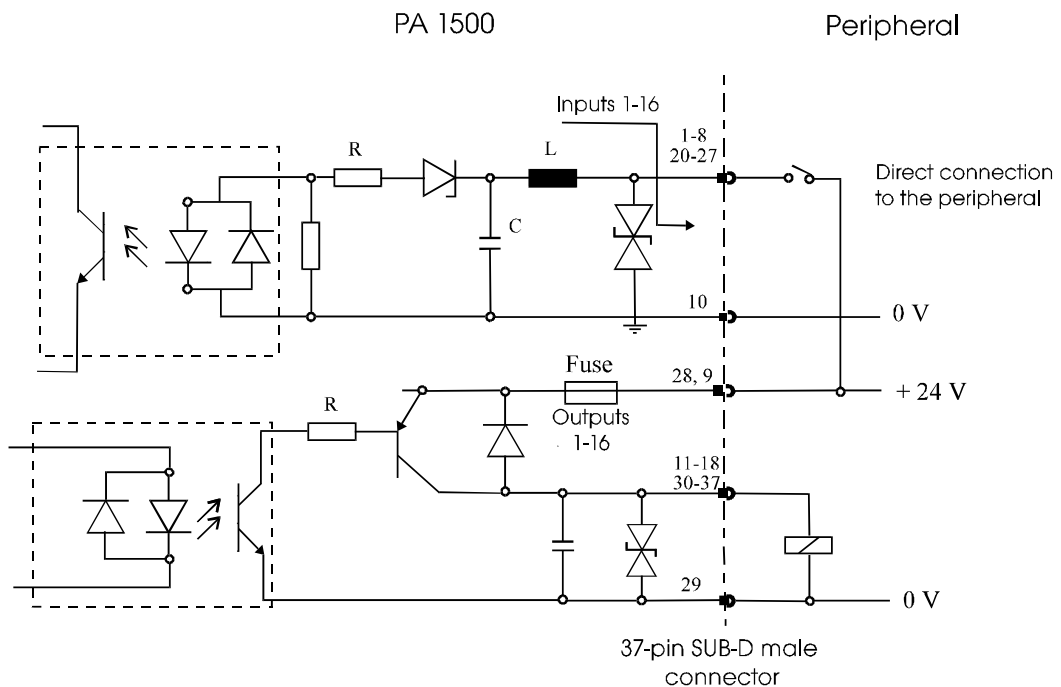 PA 1500
Peripheral
Inputs 1-16
1-8
20-27
R
L
C
Direct connection
to the peripheral
10
0 V
Fuse
28, 9
+ 24 V
R
Outputs
1-16
11-18
30-37
29
0 V
37-pin SUB-D male
connector